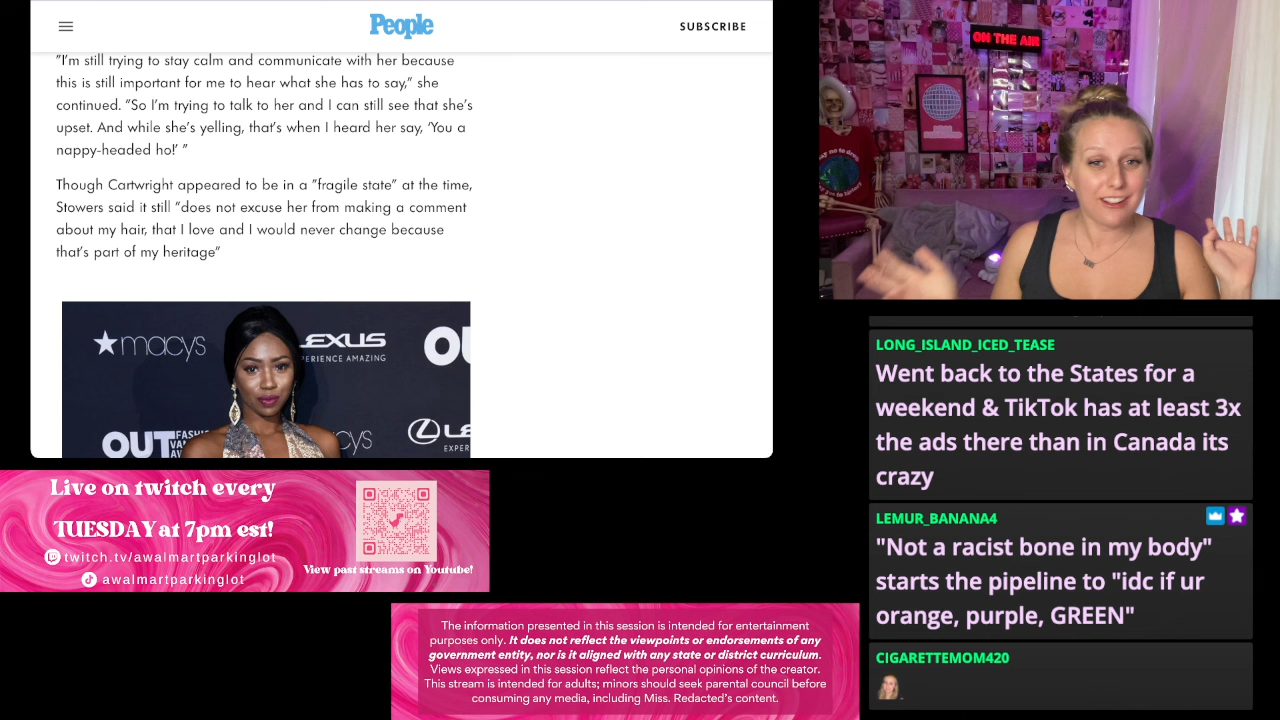 People
SUBSCRIBE
"I'm still trying to stay calm and communicate with her because
this is still important for me to hear what she has to say," she
continued. "So I'm trying to talk to her and I can still see that she's
upset. And while she's yelling, that's when I heard her say, 'You a
nappy-headed ho!' "
Though Cartwright appeared to be in a "fragile state" at the time,
Stowers said it still "does not excuse her from making a comment
about my hair, that I love and I would never change because
that's part of my heritage"
macys
LEXUS
EXPERIENCE AMAZING
OU
OUT
FASHI
VA
AW
cys
LE
EXPER
ON THE AIR
LONG_ISLAND_ICED_TEASE
Went back to the States for a
weekend & TikTok has at least 3x
the ads there than in Canada its
crazy
LEMUR_BANANA4
"Not a racist bone in my body"
starts the pipeline to "idc if ur
orange, purple, GREEN"
CIGARETTEMOM420
Live on twitch every
TUESDAY at 7pm est!
twitch.tv/awalmartparkinglot
awalmartparkinglot
View past streams on Youtube!
The information presented in this session is intended for entertainment
purposes only. It does not reflect the viewpoints or endorsements of any
government entity, nor is it aligned with any state or district curriculum.
Views expressed in this session reflect the personal opinions of the creator.
This stream is intended for adults; minors should seek parental council before
consuming any media, including Miss. Redacted's content.